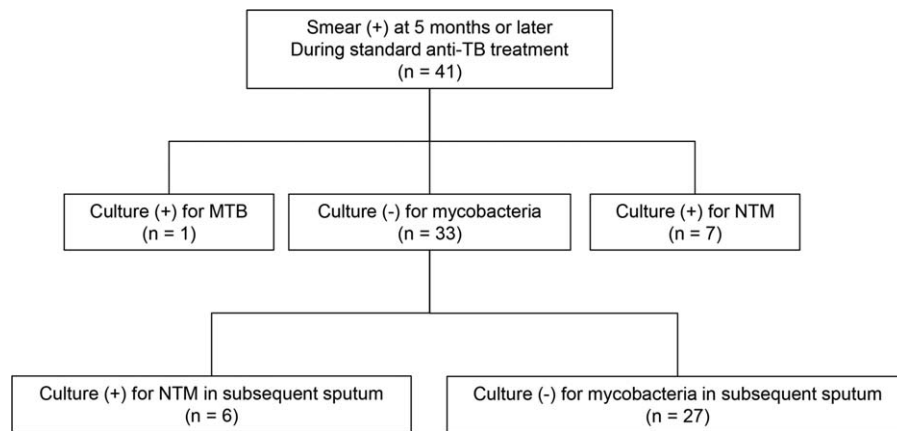 Smear (+) at 5 months or later
During standard anti-TB treatment
(n = 41)
Culture (+) for MTB
(n = 1)
Culture (-) for mycobacteria
(n = 33)
Culture (+) for NTM
(n = 7)
Culture (+) for NTM in subsequent sputum
(n = 6)
Culture (-) for mycobacteria in subsequent sputum
(n = 27)